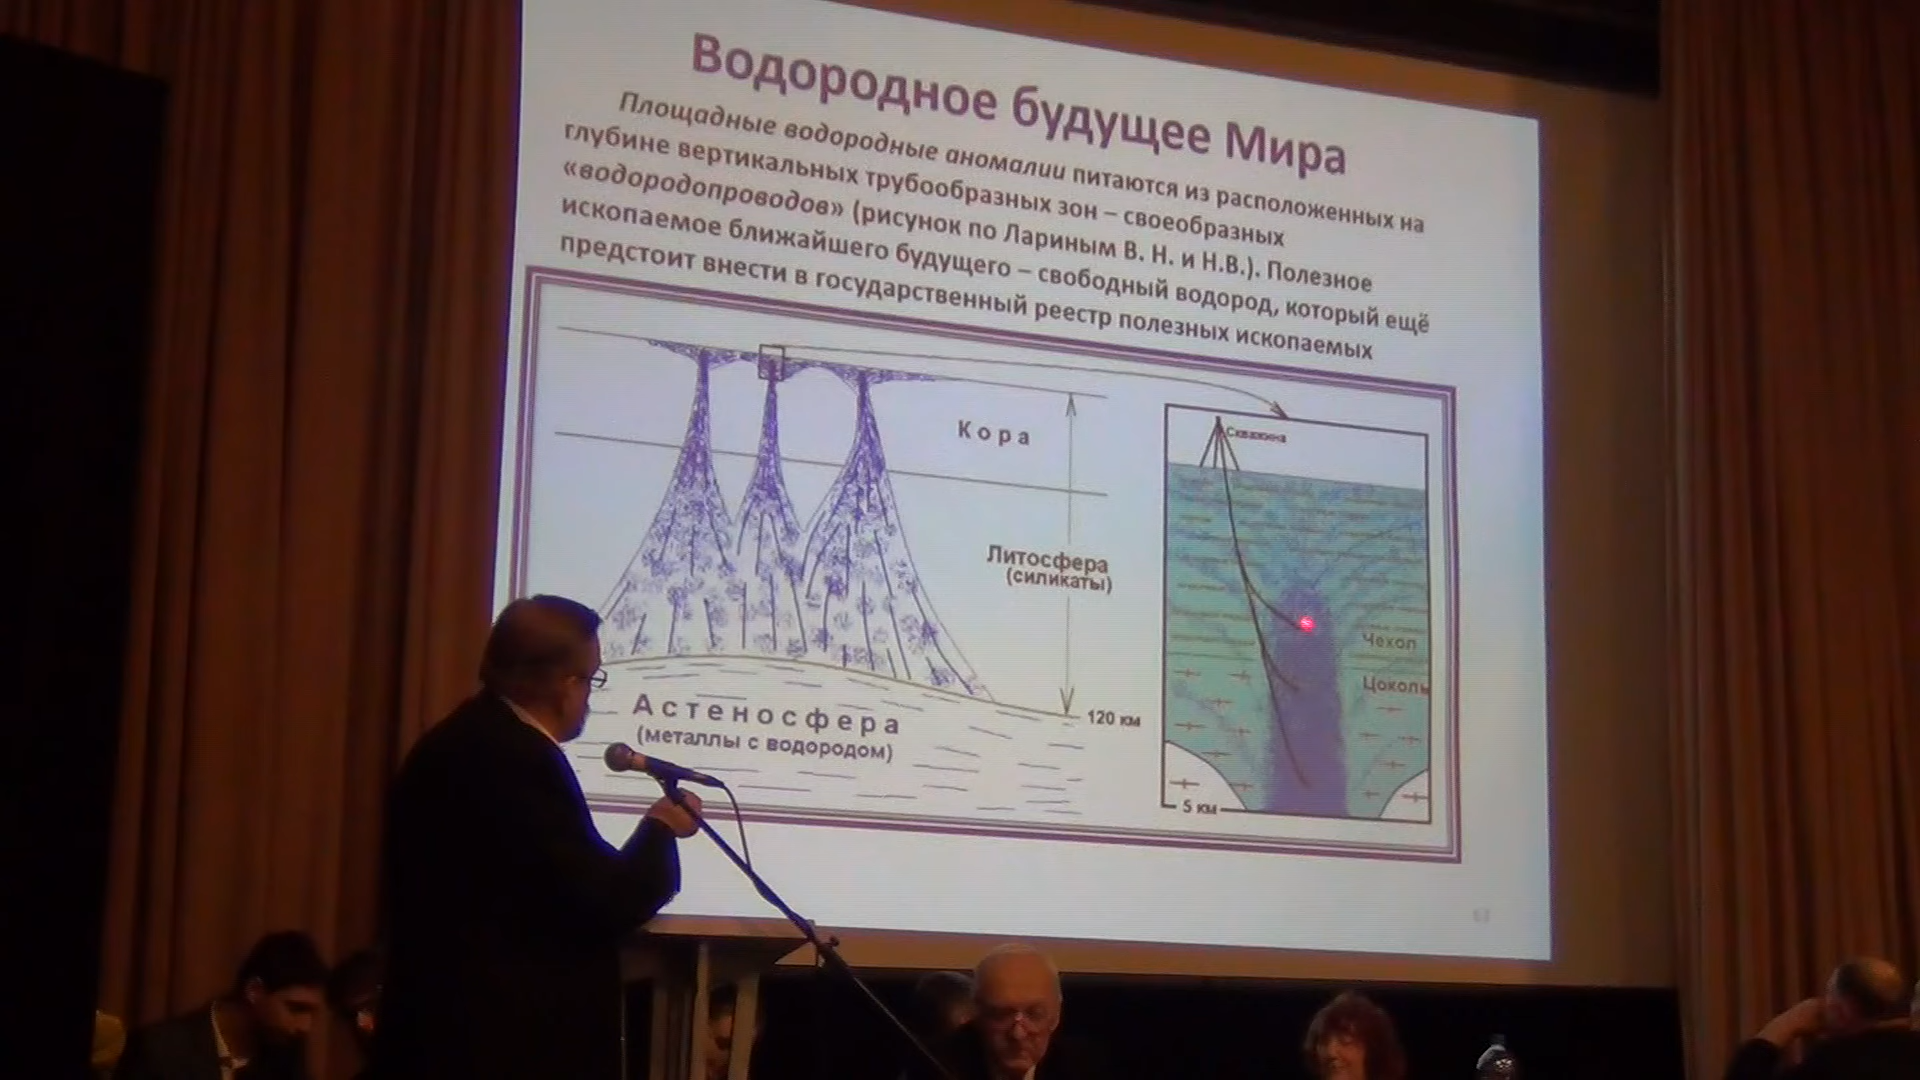 Водородное будущее Мира
Площадные водородные аномалии питаются из расположенных на
глубине вертикальных трубообразных зон – своеобразных
«водородопроводов» (рисунок по Лариным В. Н. и Н.В.). Полезное
ископаемое ближайшего будущего – свободный водород, который ещё
предстоит внести в государственный реестр полезных ископаемых
Кора
Скважина
Литосфера
(силикаты)
Чехол
Цоколь
Астеносфера
(металлы с водородом)
120 км
5 км